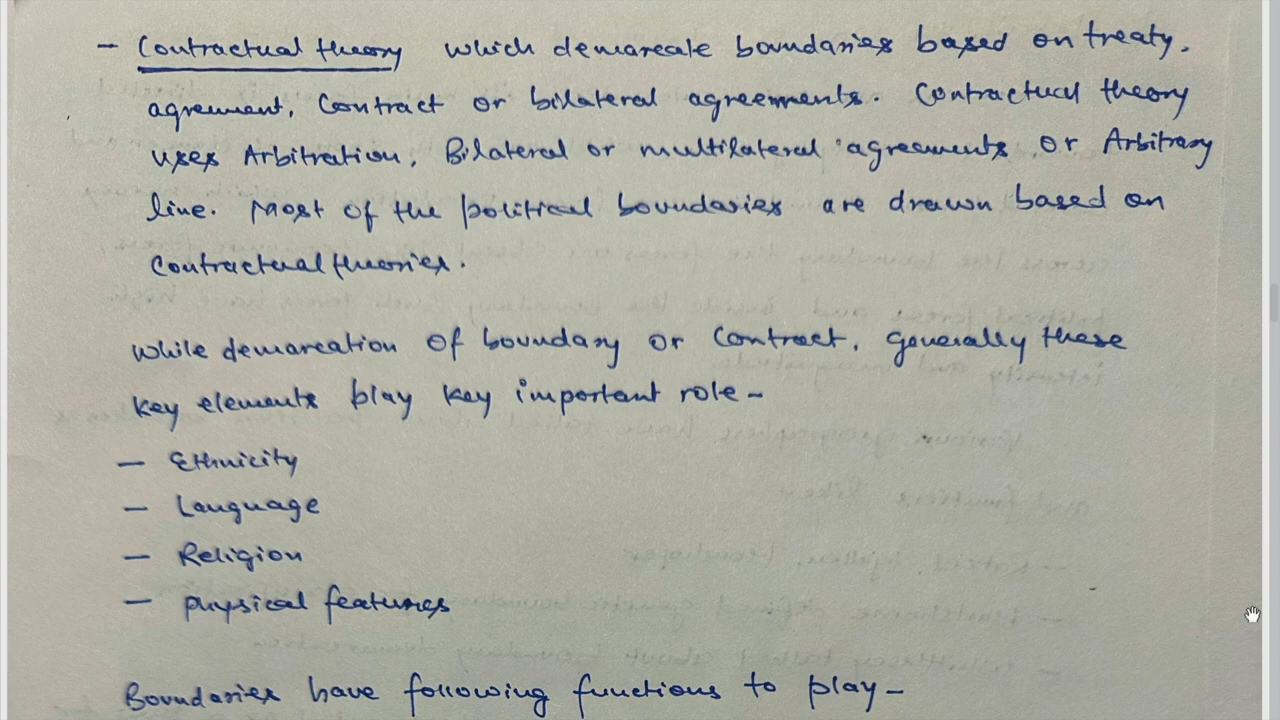 - Contractual theory which demarcate boundaries based on treaty,
agreement, Contract or bilateral agreements. Contractual theory
uses Arbitration, Bilateral or multilateral agreements or Arbitrary
line. Most of the political boundaries are drawn based on
Contractual theories.
While demarcation of boundary or Contract, generally these
key elements play key important role -
- Ethnicity
- Language
- Religion
- physical features
Boundaries have following functions to play -